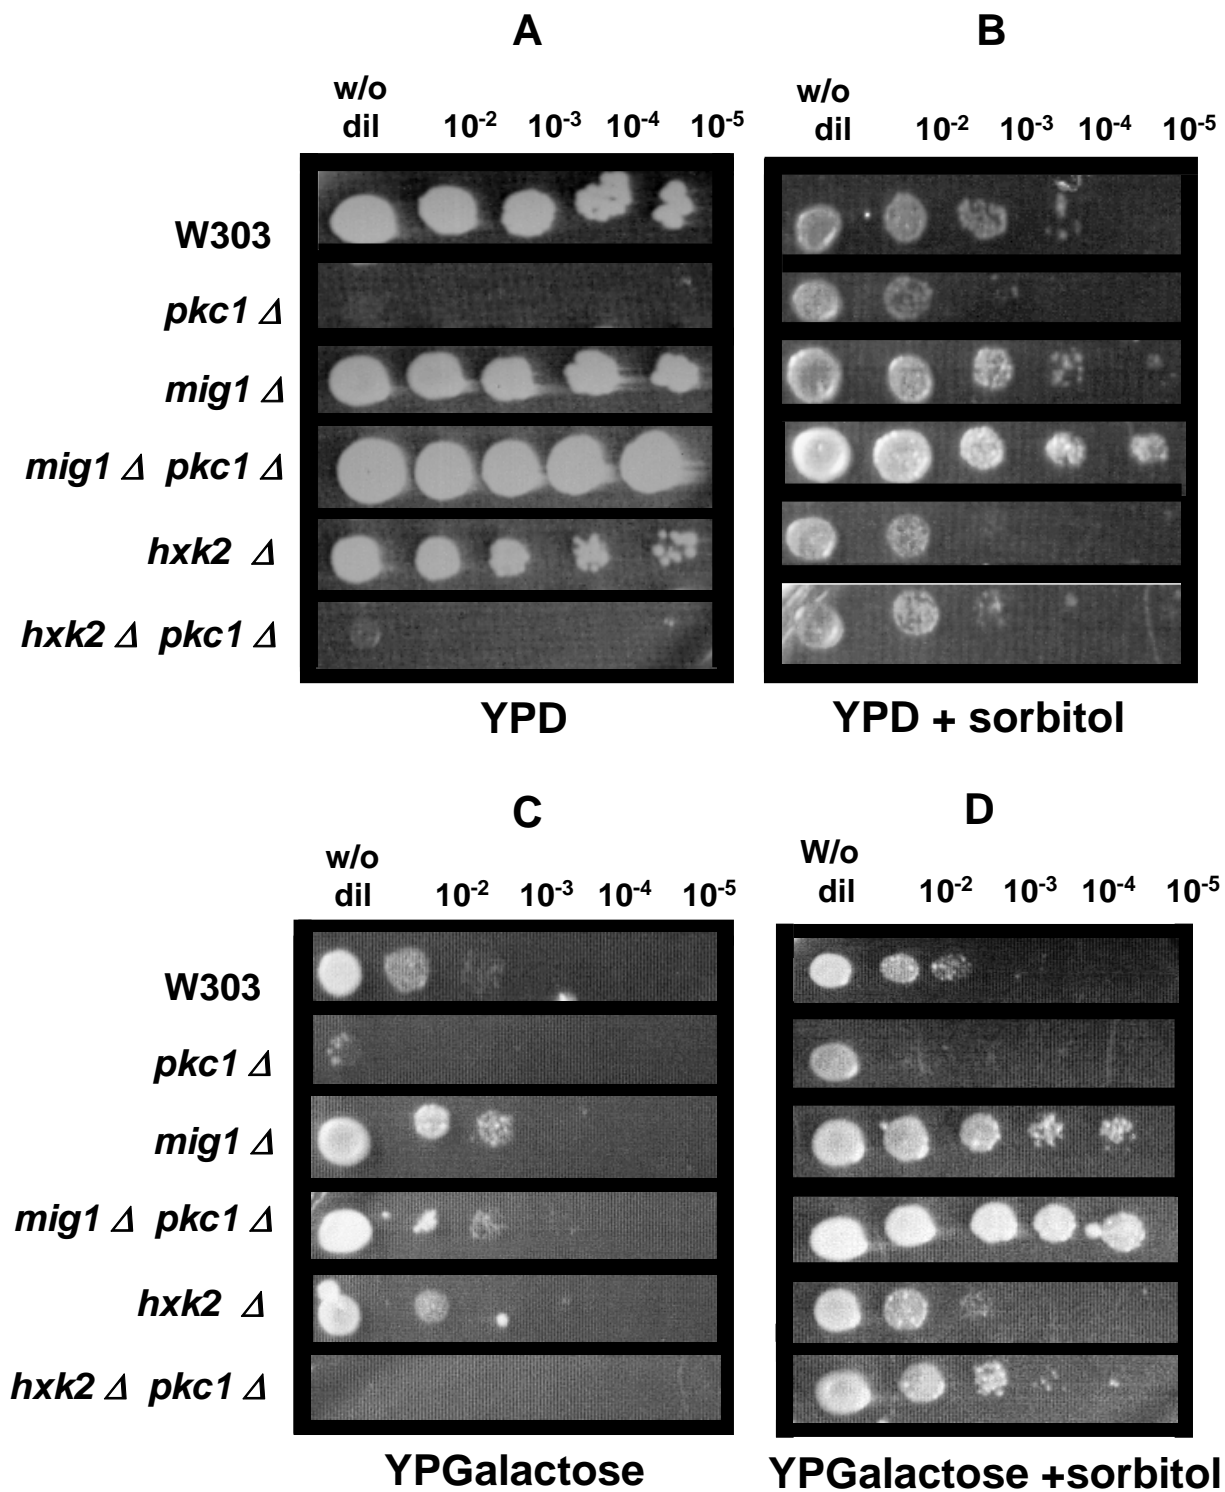 A
B
w/o
dil 10-2 10-3 10-4 10-5
w/o
dil 10-2 10-3 10-4 10-5
W303
pkc1 Δ
mig1 Δ
mig1 Δ pkc1 Δ
hxk2 Δ
hxk2 Δ pkc1 Δ
YPD
YPD + sorbitol
C
D
w/o
dil 10-2 10-3 10-4 10-5
W/o
dil 10-2 10-3 10-4 10-5
W303
pkc1 Δ
mig1 Δ
mig1 Δ pkc1 Δ
hxk2 Δ
hxk2 Δ pkc1 Δ
YPGalactose
YPGalactose +sorbitol